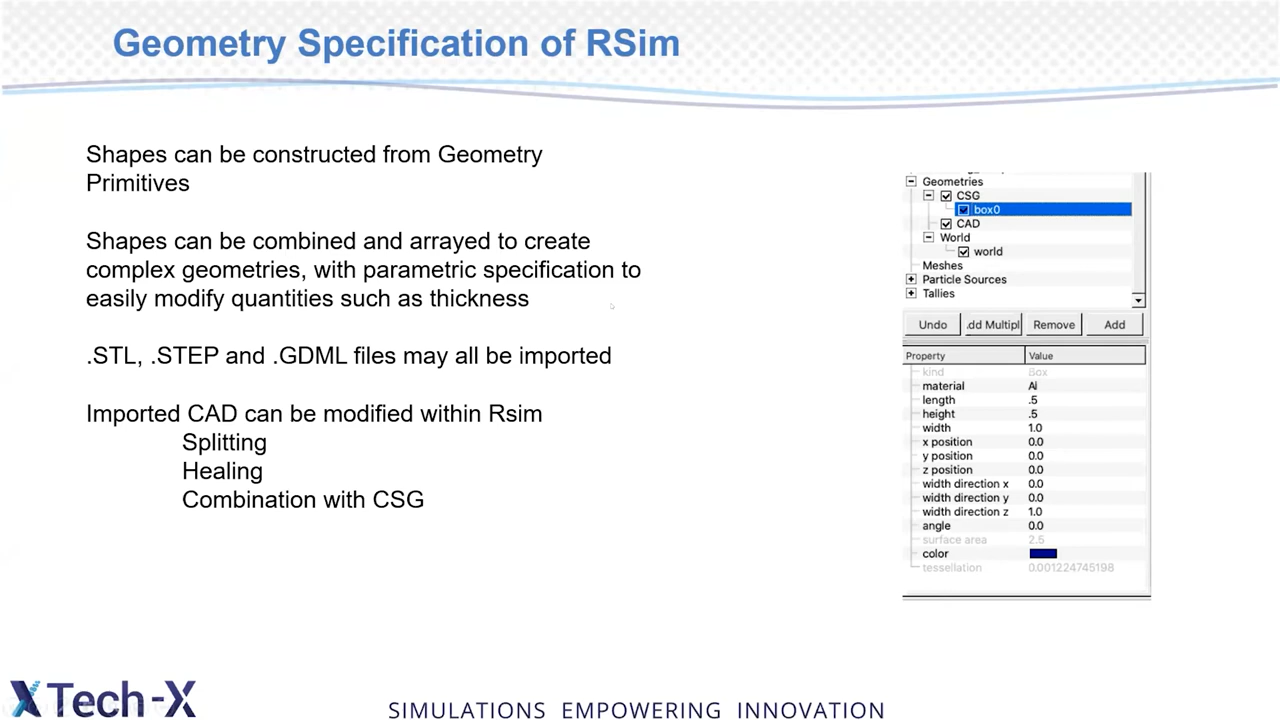 Geometry Specification of RSim
Shapes can be constructed from Geometry
Primitives
Shapes can be combined and arrayed to create
complex geometries, with parametric specification to
easily modify quantities such as thickness
.STL, .STEP and .GDML files may all be imported
Imported CAD can be modified within Rsim
Splitting
Healing
Combination with CSG
Geometries
CSG
box0
CAD
World
world
Meshes
Particle Sources
Tallies
Undo .dd Multipl Remove Add
Property Value
kind Box
material Al
length .5
height .5
width 1.0
x position 0.0
y position 0.0
z position 0.0
width direction x 0.0
width direction y 0.0
width direction z 1.0
angle 0.0
surface area 2.5
color
tessellation 0.001224745198
Tech-X
SIMULATIONS EMPOWERING INNOVATION